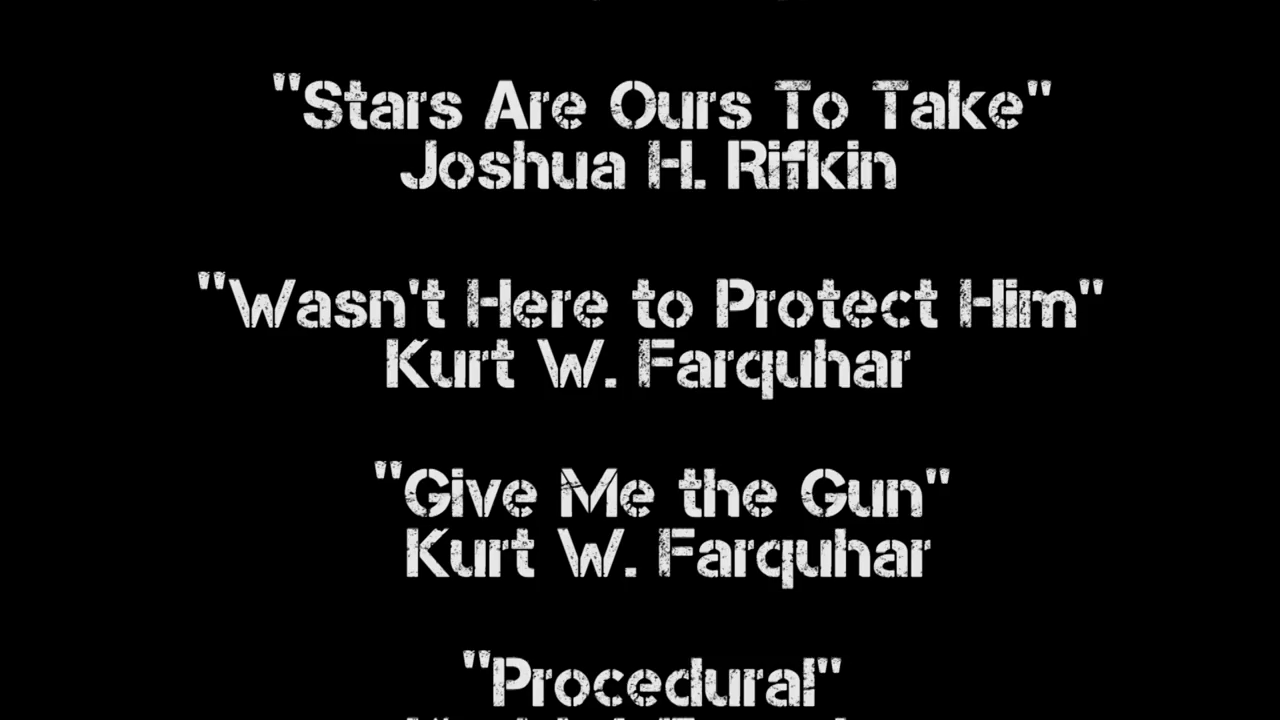 "Stars Are Ours To Take"
Joshua H. Rifkin
"Wasn't Here to Protect Him"
Kurt W. Farquhar
"Give Me the Gun"
Kurt W. Farquhar
"Procedural"